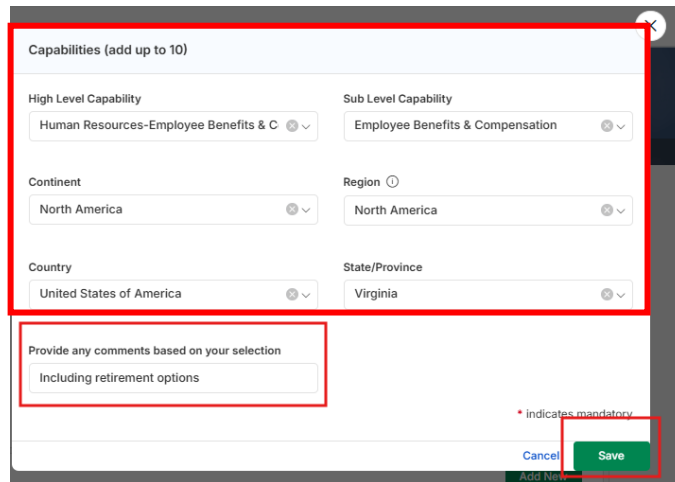 Capabilities (add up to 10)
High Level Capability
Sub Level Capability
Human Resources-Employee Benefits & C
Employee Benefits & Compensation
Continent
Region
North America
North America
Country
State/Province
United States of America
Virginia
Provide any comments based on your selection
Including retirement options
* indicates mandatory
Cancel
Save
Add New